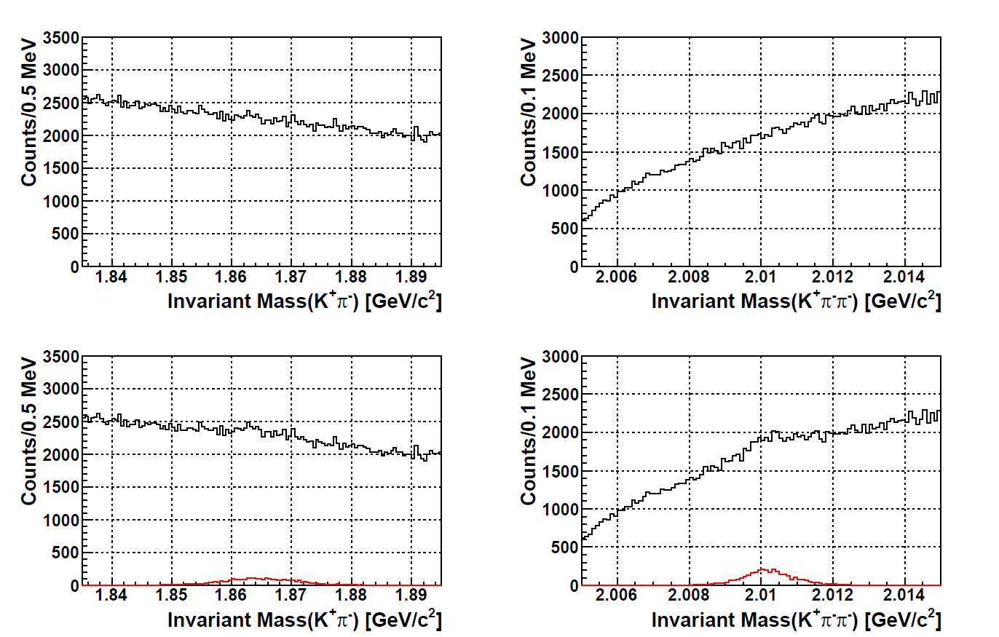 Counts/0.5 MeV
3500
3000
2500
2000
1500
1000
500
0
1.84 1.85 1.86 1.87 1.88 1.89
Invariant Mass(K⁺π⁻) [GeV/c²]
Counts/0.1 MeV
3000
2500
2000
1500
1000
500
0
2.006 2.008 2.01 2.012 2.014
Invariant Mass(K⁺π⁻π⁻) [GeV/c²]
Counts/0.5 MeV
3500
3000
2500
2000
1500
1000
500
0
1.84 1.85 1.86 1.87 1.88 1.89
Invariant Mass(K⁺π⁻) [GeV/c²]
Counts/0.1 MeV
3000
2500
2000
1500
1000
500
0
2.006 2.008 2.01 2.012 2.014
Invariant Mass(K⁺π⁻π⁻) [GeV/c²]